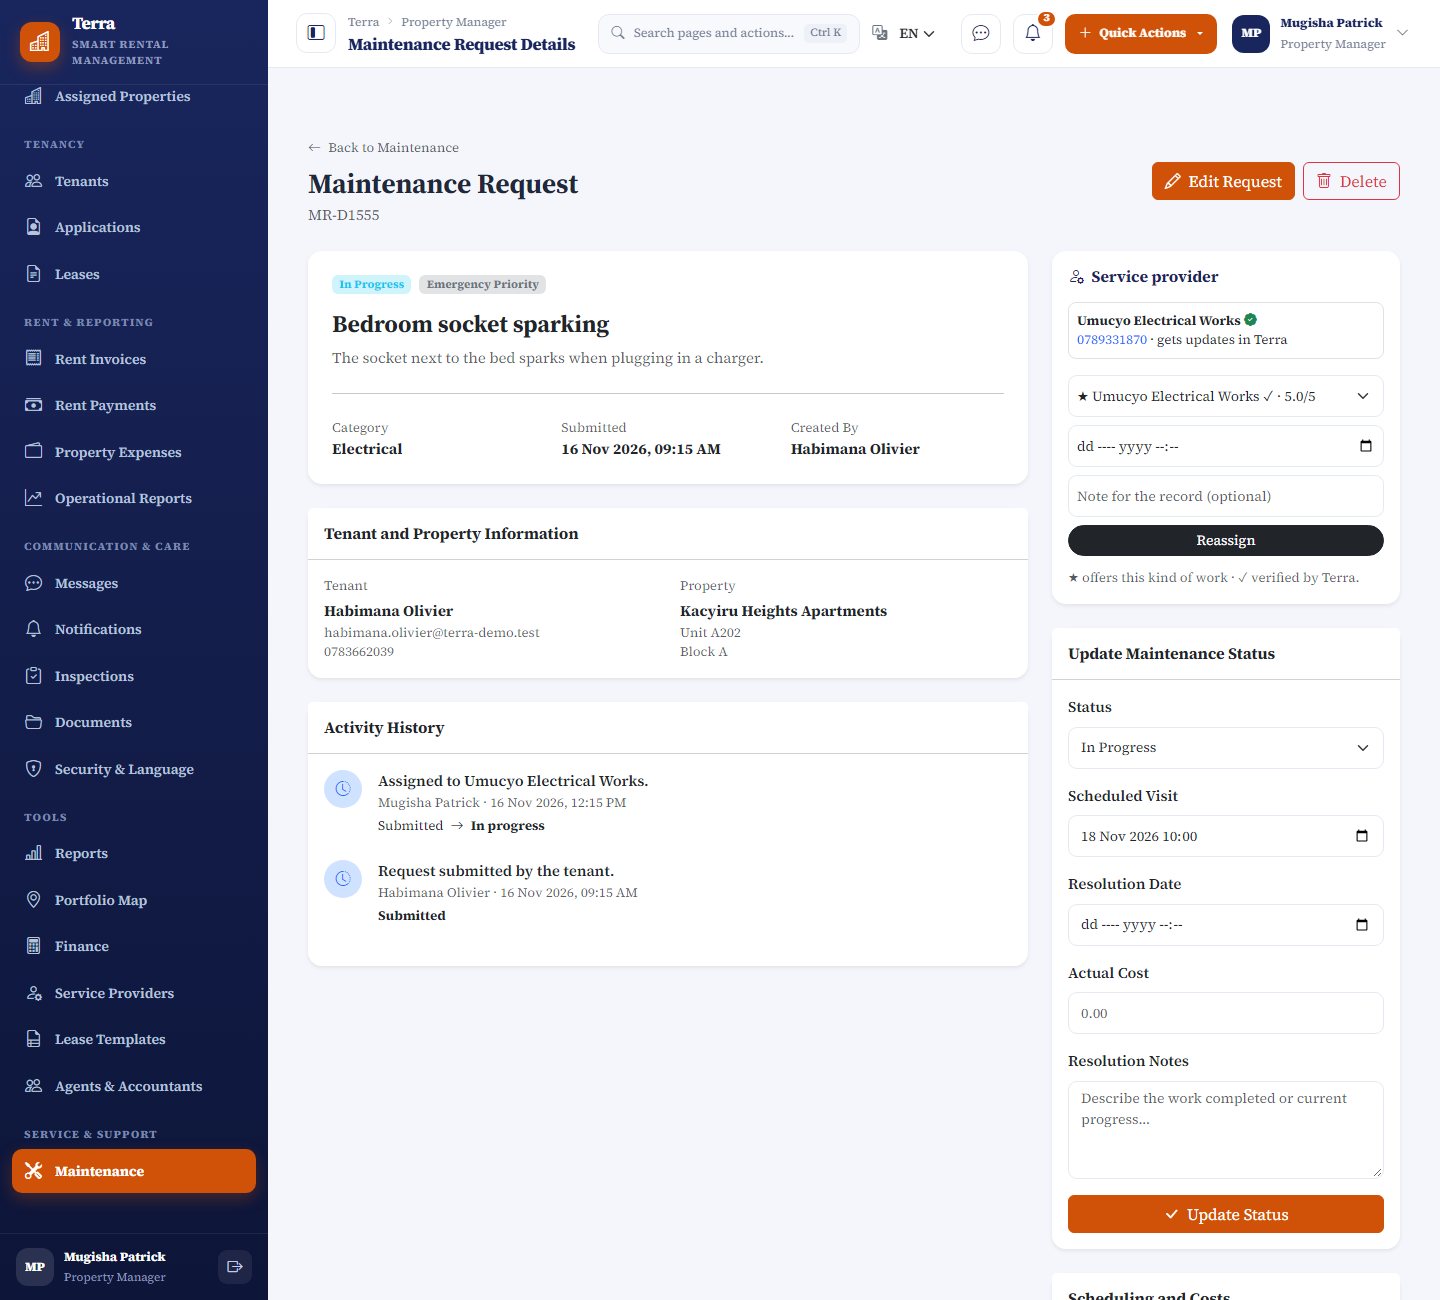 Terra
SMART RENTAL
MANAGEMENT
Assigned Properties
TENANCY
Tenants
Applications
Leases
RENT & REPORTING
Rent Invoices
Rent Payments
Property Expenses
Operational Reports
COMMUNICATION & CARE
Messages
Notifications
Inspections
Documents
Security & Language
TOOLS
Reports
Portfolio Map
Finance
Service Providers
Lease Templates
Agents & Accountants
SERVICE & SUPPORT
Maintenance
MP
Mugisha Patrick
Property Manager
Terra > Property Manager
Maintenance Request Details
Search pages and actions... Ctrl K
EN
3
+ Quick Actions
MP
Mugisha Patrick
Property Manager
← Back to Maintenance
Maintenance Request
MR-D1555
Edit Request
Delete
In Progress
Emergency Priority
Bedroom socket sparking
The socket next to the bed sparks when plugging in a charger.
Category
Electrical
Submitted
16 Nov 2026, 09:15 AM
Created By
Habimana Olivier
Tenant and Property Information
Tenant
Habimana Olivier
habimana.olivier@terra-demo.test
0783662039
Property
Kacyiru Heights Apartments
Unit A202
Block A
Activity History
Assigned to Umucyo Electrical Works.
Mugisha Patrick · 16 Nov 2026, 12:15 PM
Submitted → In progress
Request submitted by the tenant.
Habimana Olivier · 16 Nov 2026, 09:15 AM
Submitted
Service provider
Umucyo Electrical Works
0789331870 · gets updates in Terra
★ Umucyo Electrical Works ✓ · 5.0/5
dd ---- yyyy --:--
Note for the record (optional)
Reassign
★ offers this kind of work · ✓ verified by Terra.
Update Maintenance Status
Status
In Progress
Scheduled Visit
18 Nov 2026 10:00
Resolution Date
dd ---- yyyy --:--
Actual Cost
0.00
Resolution Notes
Describe the work completed or current
progress...
Update Status
Scheduling and Costs